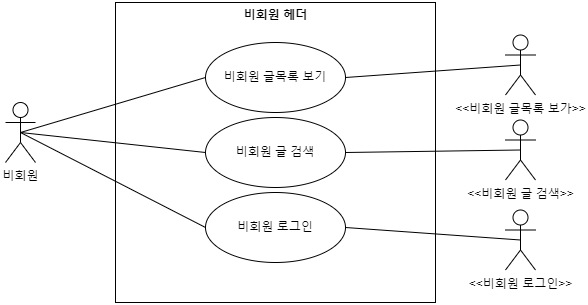 비회원 헤더
비회원 글목록 보기
<<비회원 글목록 보가>>
비회원 글 검색
비회원
<<비회원 글 검색>>
비회원 로그인
<<비회원 로그인>>